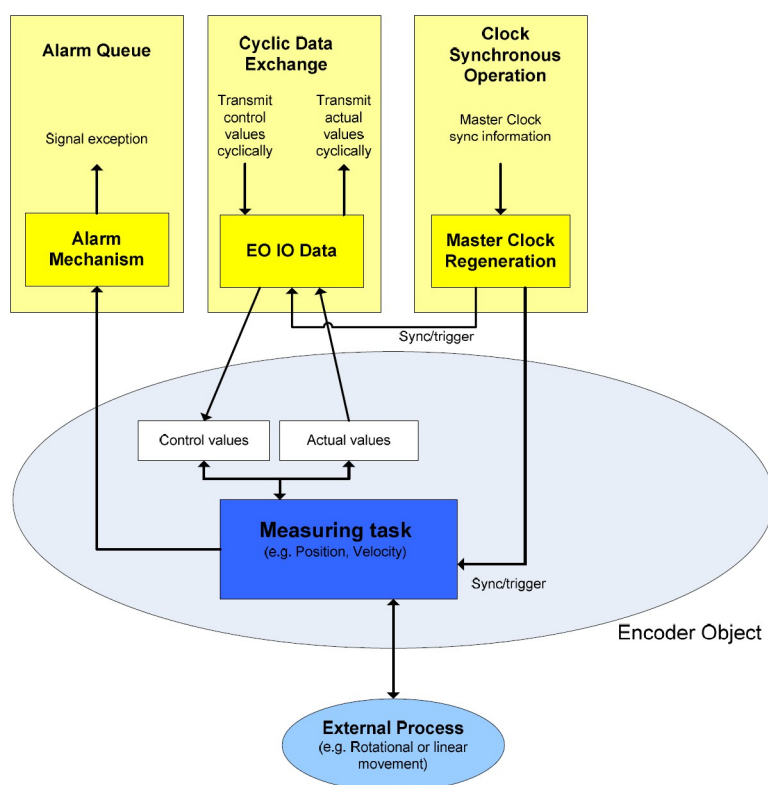 Alarm Queue
Signal exception
Alarm
Mechanism
Cyclic Data
Exchange
Transmit
control
values
cyclically
Transmit
actual
values
cyclically
EO IO Data
Clock
Synchronous
Operation
Master Clock
sync information
Master Clock
Regeneration
Sync/trigger
Control values
Actual values
Measuring task
(e.g. Position, Velocity)
Sync/trigger
Encoder Object
External Process
(e.g. Rotational or linear
movement)